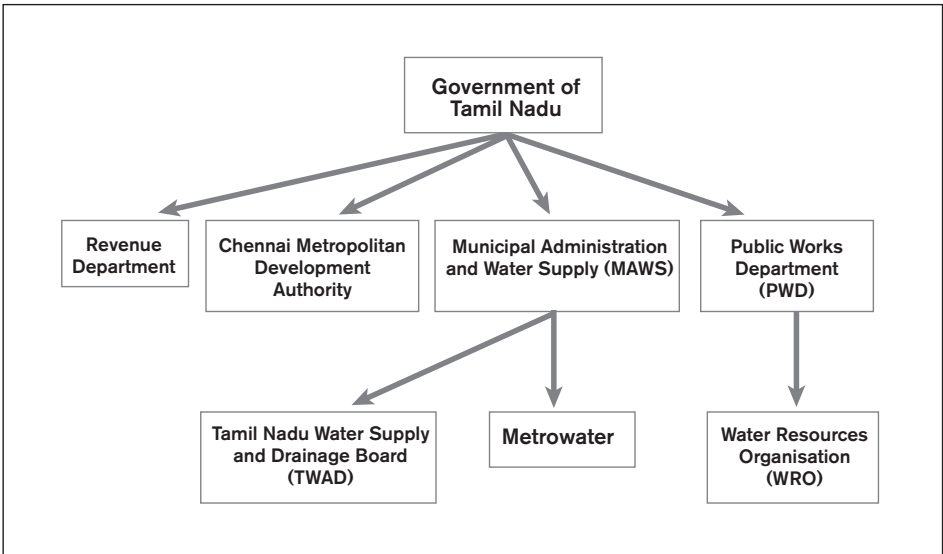 Government of
Tamil Nadu
Revenue
Department
Chennai Metropolitan
Development
Authority
Municipal Administration
and Water Supply (MAWS)
Public Works
Department
(PWD)
Tamil Nadu Water Supply
and Drainage Board
(TWAD)
Metrowater
Water Resources
Organisation
(WRO)